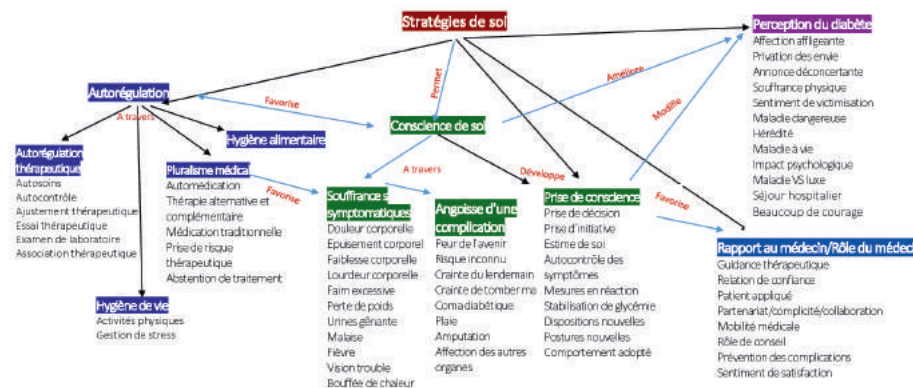 Stratégies de soi
Perception du diabète
Affection affligeante
Privation des envie
Annonce déconcertante
Souffrance physique
Sentiment de victimisation
Maladie dangereuse
Hérédité
Maladie à vie
Impact psychologique
Maladie VS luxe
Séjour hospitalier
Beaucoup de courage
Améliore
Permet
Modifie
Autorégulation
Favorise
A travers
Conscience de soi
Hygiène alimentaire
Autorégulation
thérapeutique
Autosoins
Autocontrôle
Ajustement thérapeutique
Essai thérapeutique
Examen de laboratoire
Association thérapeutique
Pluralisme médical
Automédication
Thérapie alternative et
complémentaire
Médication traditionnelle
Prise de risque
thérapeutique
Abstention de traitement
Favorise
A travers
Développe
Favorise
Souffrance s
symptomatiques
Douleur corporelle
Epuisement corporel
Faiblesse corporelle
Lourdeur corporelle
Faim excessive
Perte de poids
Urines gênante
Malaise
Fièvre
Vision trouble
Bouffée de chaleur
Angoisse d'une
complication
Peur de l'avenir
Risque inconnu
Crainte du lendemain
Crainte de tomber ma
Coma diabétique
Plaie
Amputation
Affection des autres
organes
Prise de conscience
Prise de décision
Prise d'initiative
Estime de soi
Autocontrôle des
symptômes
Mesures en réaction
Stabilisation de glycémie
Dispositions nouvelles
Postures nouvelles
Comportement adopté
Rapport au médecin/Rôle du médeci
Guidance thérapeutique
Relation de confiance
Patient appliqué
Partenariat/complicité/collaboration
Mobilité médicale
Rôle de conseil
Prévention des complications
Sentiment de satisfaction
Hygiène de vie
Activités physiques
Gestion de stress